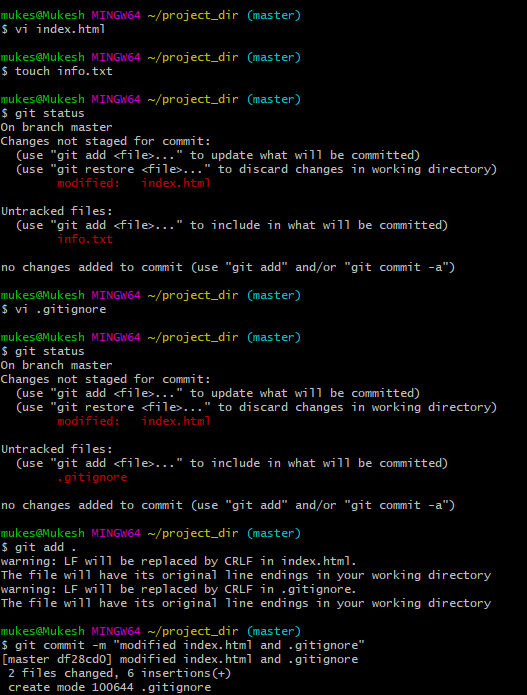 mukes@Mukesh MINGW64 ~/project_dir (master)
$ vi index.html

mukes@Mukesh MINGW64 ~/project_dir (master)
$ touch info.txt

mukes@Mukesh MINGW64 ~/project_dir (master)
$ git status
On branch master
Changes not staged for commit:
  (use "git add <file>..." to update what will be committed)
  (use "git restore <file>..." to discard changes in working directory)
        modified:   index.html

Untracked files:
  (use "git add <file>..." to include in what will be committed)
        info.txt

no changes added to commit (use "git add" and/or "git commit -a")

mukes@Mukesh MINGW64 ~/project_dir (master)
$ vi .gitignore

mukes@Mukesh MINGW64 ~/project_dir (master)
$ git status
On branch master
Changes not staged for commit:
  (use "git add <file>..." to update what will be committed)
  (use "git restore <file>..." to discard changes in working directory)
        modified:   index.html

Untracked files:
  (use "git add <file>..." to include in what will be committed)
        .gitignore

no changes added to commit (use "git add" and/or "git commit -a")

mukes@Mukesh MINGW64 ~/project_dir (master)
$ git add .
warning: LF will be replaced by CRLF in index.html.
The file will have its original line endings in your working directory
warning: LF will be replaced by CRLF in .gitignore.
The file will have its original line endings in your working directory

mukes@Mukesh MINGW64 ~/project_dir (master)
$ git commit -m "modified index.html and .gitignore"
[master df28cd0] modified index.html and .gitignore
 2 files changed, 6 insertions(+)
 create mode 100644 .gitignore